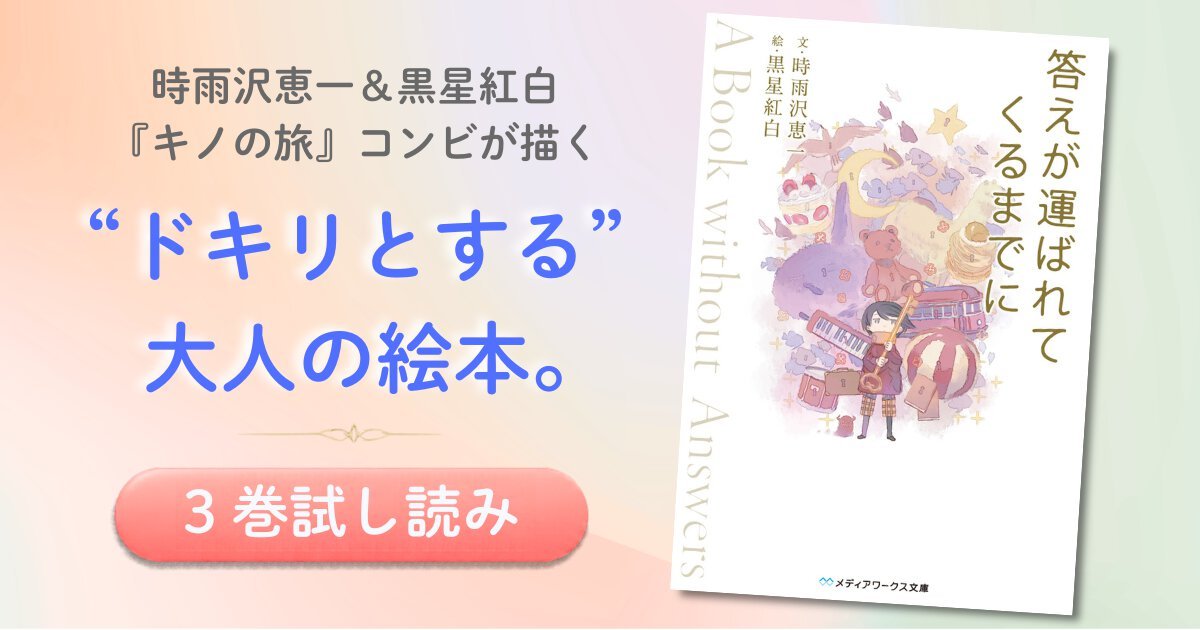 時雨沢恵一&黒星紅白
『キノの旅』コンビが描く
“ドキリとする”
大人の絵本。
3巻試し読み
答えが運ばれて
くるまでに
文・時雨沢恵一
絵・黒星紅白
A Book without Answers
メディアワークス文庫